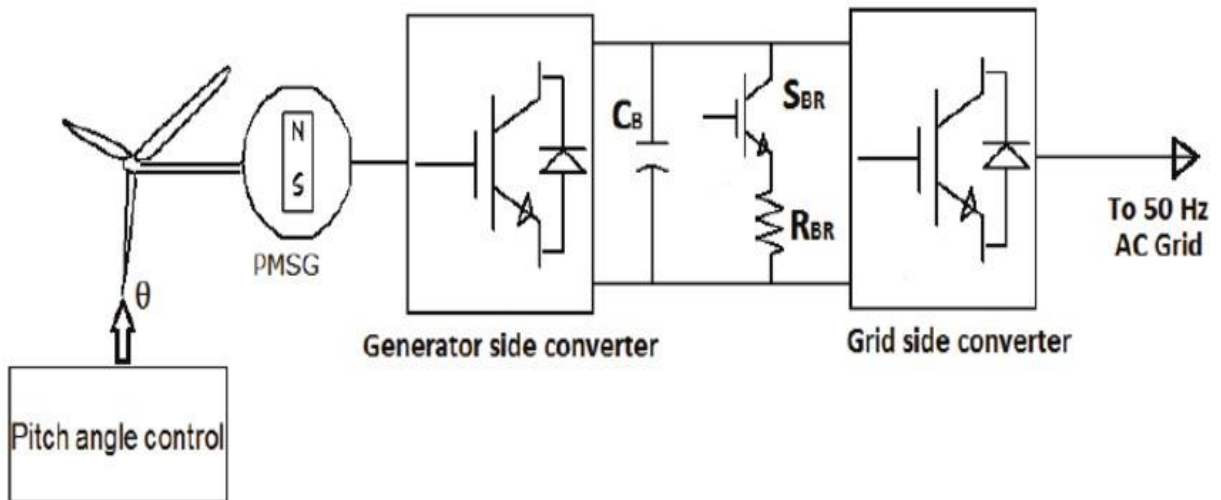 N
S
PMSG
θ
Pitch angle control
Generator side converter
CB
SBR
RBR
Grid side converter
To 50 Hz
AC Grid